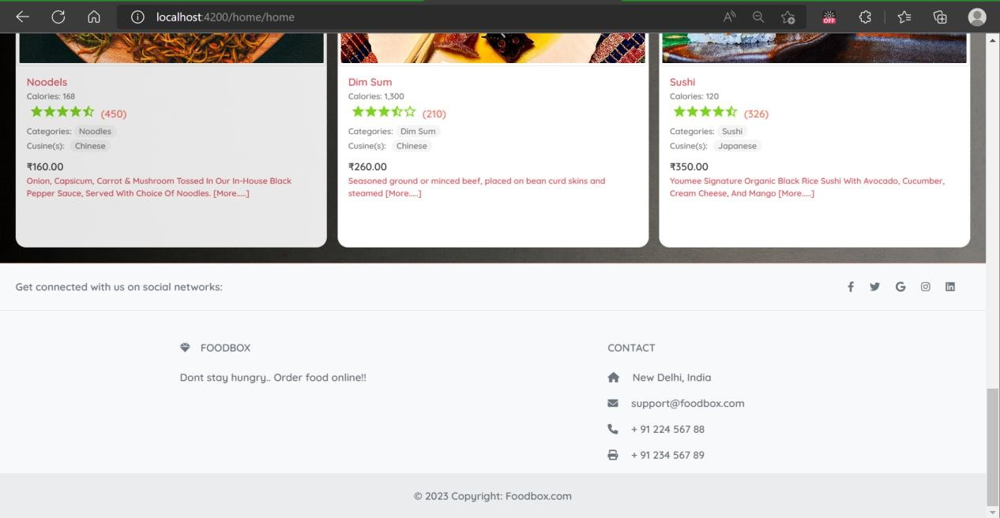 localhost:4200/home/home
OFF
Noodels
Calories: 168
(450)
Categories: Noodles
Cusine(s): Chinese
₹160.00
Onion, Capsicum, Carrot & Mushroom Tossed In Our In-House Black
Pepper Sauce, Served With Choice Of Noodles. [More.....]
Dim Sum
Calories: 1,300
(210)
Categories: Dim Sum
Cusine(s): Chinese
₹260.00
Seasoned ground or minced beef, placed on bean curd skins and
steamed [More.....]
Sushi
Calories: 120
(326)
Categories: Sushi
Cusine(s): Japanese
₹350.00
Youmee Signature Organic Black Rice Sushi With Avocado, Cucumber,
Cream Cheese, And Mango [More.....]
Get connected with us on social networks:
FOODBOX
Dont stay hungry.. Order food online!!
CONTACT
New Delhi, India
support@foodbox.com
+ 91 224 567 88
+ 91 234 567 89
© 2023 Copyright: Foodbox.com